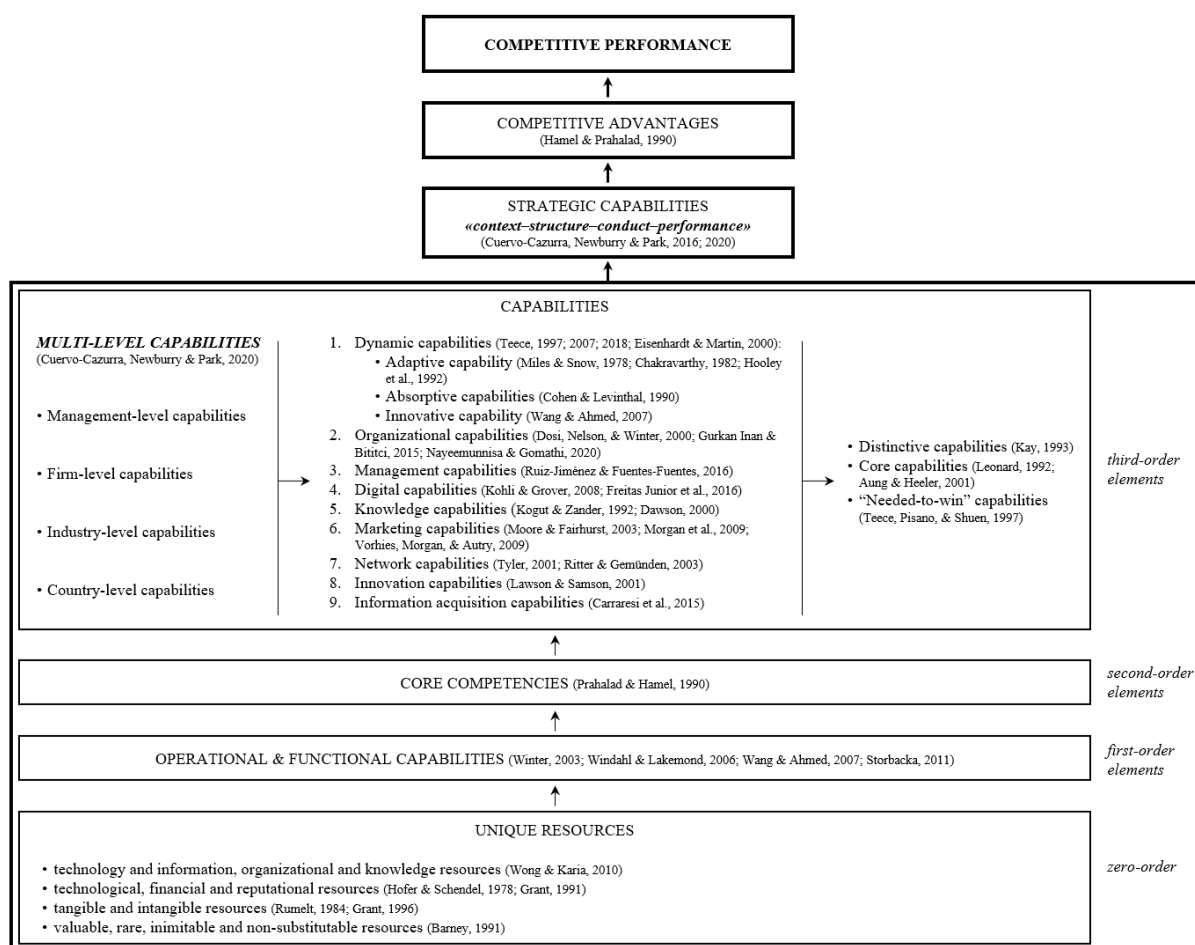 COMPETITIVE PERFORMANCE
COMPETITIVE ADVANTAGES
(Hamel & Prahalad, 1990)
STRATEGIC CAPABILITIES
«context–structure–conduct–performance»
(Cuervo-Cazurra, Newburry & Park, 2016; 2020)
CAPABILITIES
MULTI-LEVEL CAPABILITIES
(Cuervo-Cazurra, Newburry & Park, 2020)
• Management-level capabilities
• Firm-level capabilities
• Industry-level capabilities
• Country-level capabilities
1. Dynamic capabilities (Teece, 1997; 2007; 2018; Eisenhardt & Martin, 2000):
• Adaptive capability (Miles & Snow, 1978; Chakravarthy, 1982; Hooley
et al., 1992)
• Absorptive capabilities (Cohen & Levinthal, 1990)
• Innovative capability (Wang & Ahmed, 2007)
2. Organizational capabilities (Dosi, Nelson, & Winter, 2000; Gurkan Inan &
Bititci, 2015; Nayeemunnisa & Gomathi, 2020)
3. Management capabilities (Ruiz-Jiménez & Fuentes-Fuentes, 2016)
4. Digital capabilities (Kohli & Grover, 2008; Freitas Junior et al., 2016)
5. Knowledge capabilities (Kogut & Zander, 1992; Dawson, 2000)
6. Marketing capabilities (Moore & Fairhurst, 2003; Morgan et al., 2009;
Vorhies, Morgan, & Autry, 2009)
7. Network capabilities (Tyler, 2001; Ritter & Gemünden, 2003)
8. Innovation capabilities (Lawson & Samson, 2001)
9. Information acquisition capabilities (Carraresi et al., 2015)
• Distinctive capabilities (Kay, 1993)
• Core capabilities (Leonard, 1992;
Aung & Heeler, 2001)
• “Needed-to-win” capabilities
(Teece, Pisano, & Shuen, 1997)
third-order
elements
CORE COMPETENCIES (Prahalad & Hamel, 1990)
second-order
elements
OPERATIONAL & FUNCTIONAL CAPABILITIES (Winter, 2003; Windahl & Lakemond, 2006; Wang & Ahmed, 2007; Storbacka, 2011)
first-order
elements
UNIQUE RESOURCES
• technology and information, organizational and knowledge resources (Wong & Karia, 2010)
• technological, financial and reputational resources (Hofer & Schendel, 1978; Grant, 1991)
• tangible and intangible resources (Rumelt, 1984; Grant, 1996)
• valuable, rare, inimitable and non-substitutable resources (Barney, 1991)
zero-order